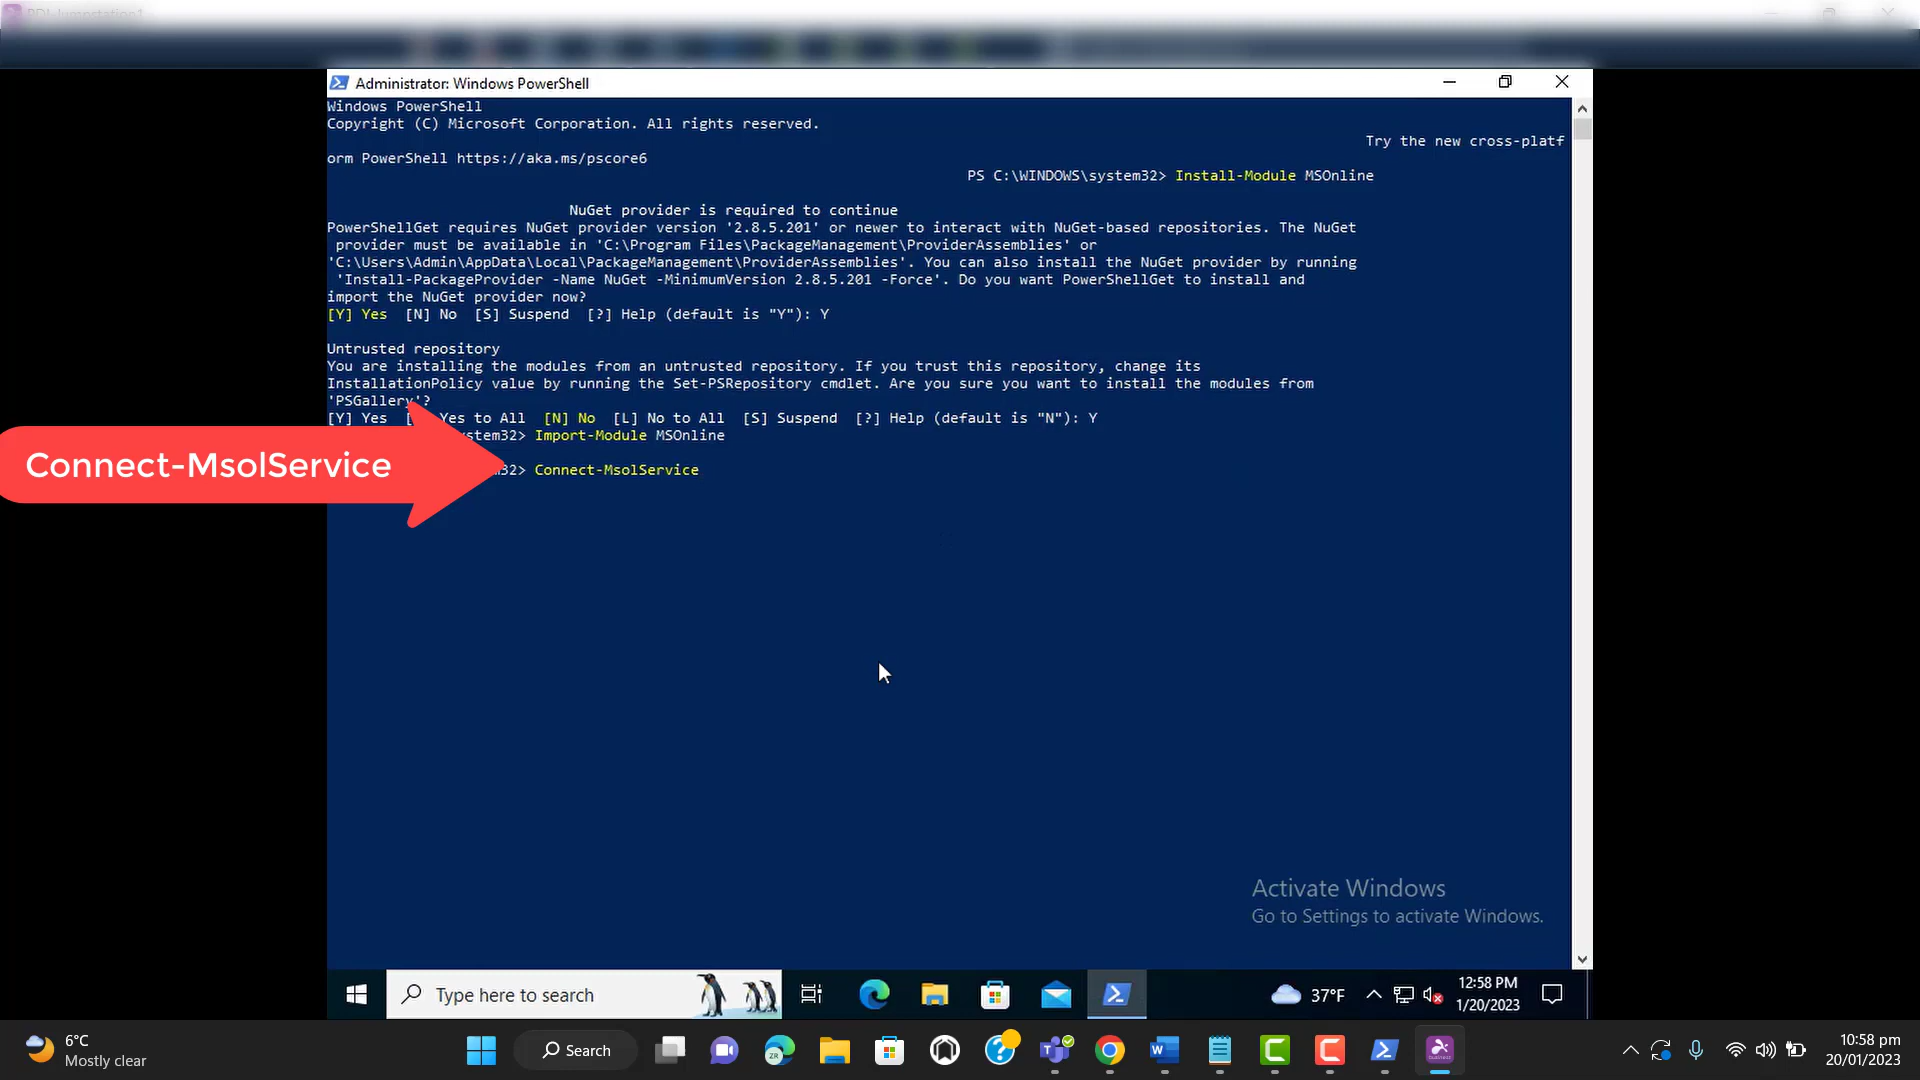 Administrator: Windows PowerShell
Windows PowerShell
Copyright (C) Microsoft Corporation. All rights reserved.
Try the new cross-platf
orm PowerShell https://aka.ms/pscore6
PS C:\WINDOWS\system32> Install-Module MSOnline
NuGet provider is required to continue
PowerShellGet requires NuGet provider version '2.8.5.201' or newer to interact with NuGet-based repositories. The NuGet
provider must be available in 'C:\Program Files\PackageManagement\ProviderAssemblies' or
'C:\Users\Admin\AppData\Local\PackageManagement\ProviderAssemblies'. You can also install the NuGet provider by running
'Install-PackageProvider -Name NuGet -MinimumVersion 2.8.5.201 -Force'. Do you want PowerShellGet to install and
import the NuGet provider now?
[Y] Yes [N] No [S] Suspend [?] Help (default is "Y"): Y
Untrusted repository
You are installing the modules from an untrusted repository. If you trust this repository, change its
InstallationPolicy value by running the Set-PSRepository cmdlet. Are you sure you want to install the modules from
'PSGallery'?
[Y] Yes [ Yes to All [N] No [L] No to All [S] Suspend [?] Help (default is "N"): Y
stem32> Import-Module MSOnline
Connect-MsolService
m32> Connect-MsolService
Activate Windows
Go to Settings to activate Windows.
Type here to search
37°F
12:58 PM
1/20/2023
6°C
Mostly clear
Search
10:58 pm
20/01/2023